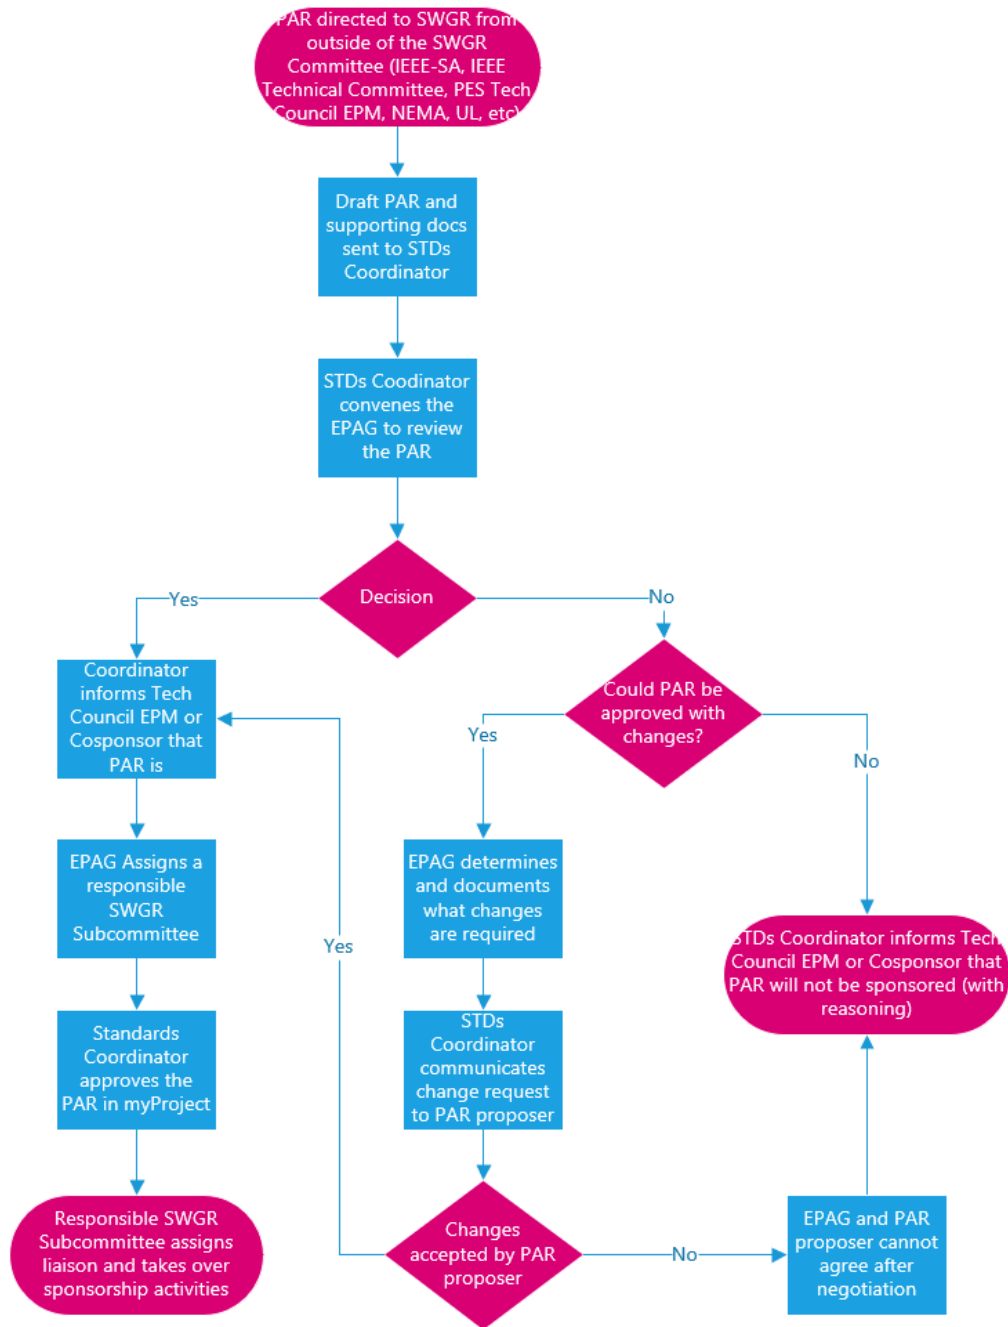 PAR directed to SWGR from
outside of the SWGR
Committee (IEEE-SA, IEEE
Technical Committee, PES Tech
Council EPM, NEMA, UL, etc)
Draft PAR and
supporting docs
sent to STDs
Coordinator
STDs Coodinator
convenes the
EPAG to review
the PAR
Decision
Yes
No
Coordinator
informs Tech
Council EPM or
Cosponsor that
PAR is
Could PAR be
approved with
changes?
Yes
No
EPAG Assigns a
responsible
SWGR
Subcommittee
EPAG determines
and documents
what changes
are required
Yes
STDs Coordinator informs Tech
Council EPM or Cosponsor that
PAR will not be sponsored (with
reasoning)
Standards
Coordinator
approves the
PAR in myProject
STDs
Coordinator
communicates
change request
to PAR proposer
Responsible SWGR
Subcommittee assigns
liaison and takes over
sponsorship activities
Changes
accepted by PAR
proposer
No
EPAG and PAR
proposer cannot
agree after
negotiation